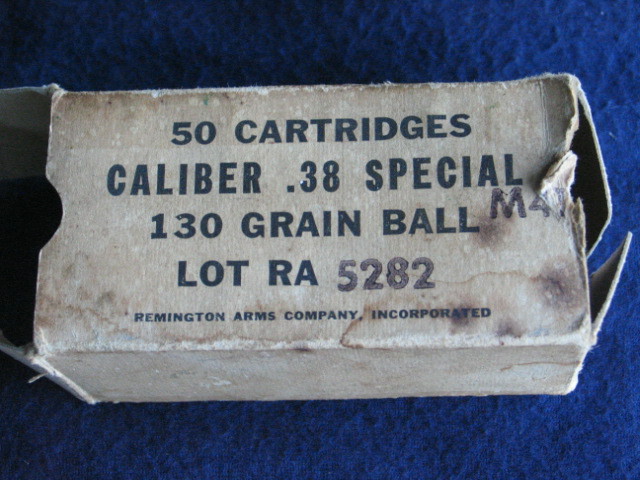 50 CARTRIDGES
CALIBER .38 SPECIAL
130 GRAIN BALL M41
LOT RA 5282
REMINGTON ARMS COMPANY, INCORPORATED